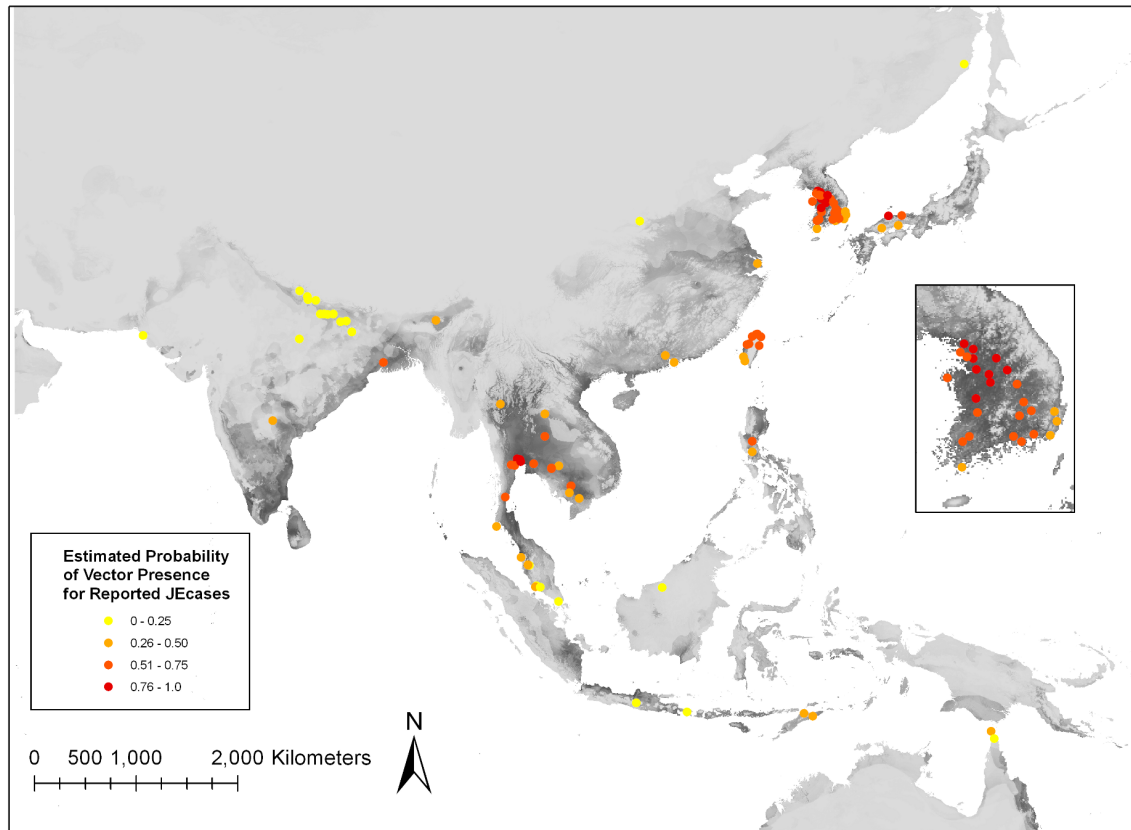 Estimated Probability
of Vector Presence
for Reported JEcases
0 - 0.25
0.26 - 0.50
0.51 - 0.75
0.76 - 1.0
N
0 500 1,000 2,000 Kilometers